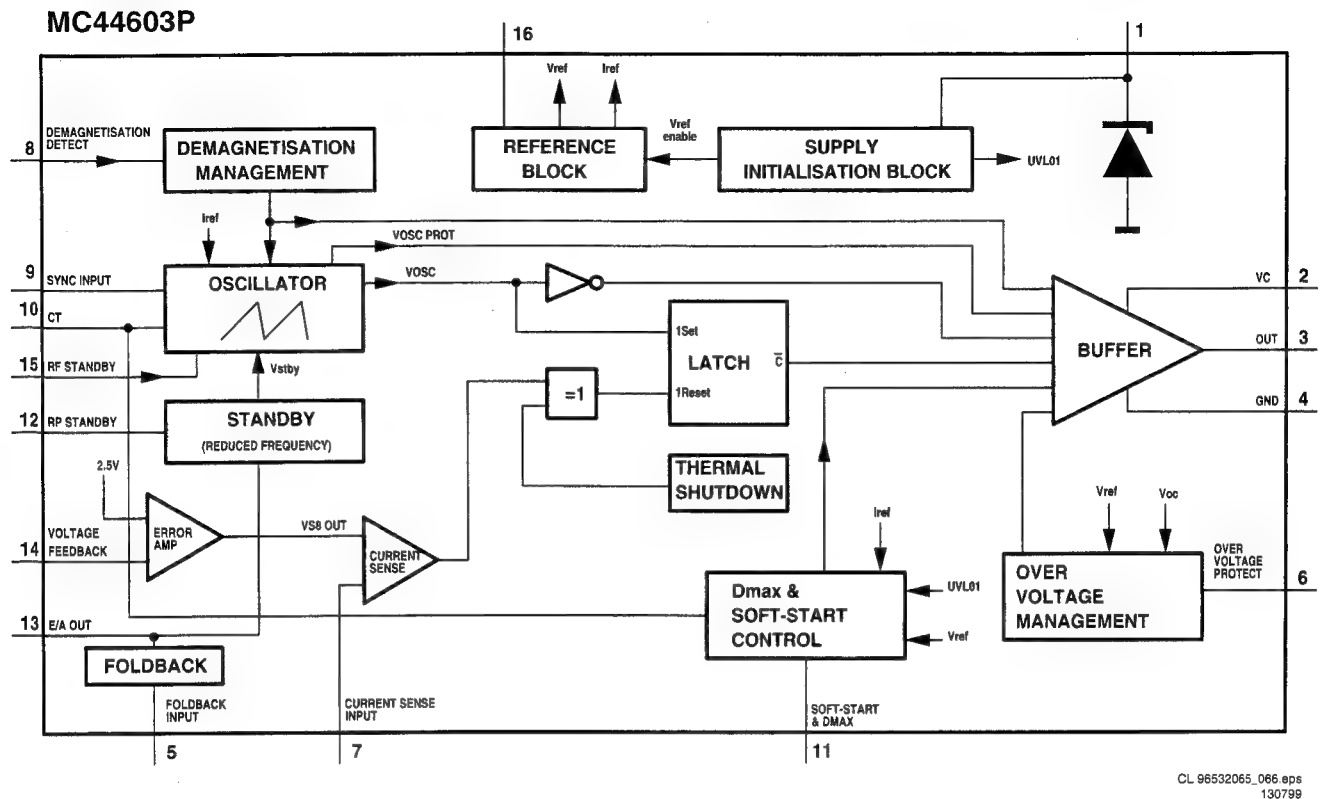 MC44603P
16
1
Vref
Iref
DEMAGNETISATION
DETECT
8
DEMAGNETISATION
MANAGEMENT
REFERENCE
BLOCK
Vref
enable
SUPPLY
INITIALISATION BLOCK
UVL01
Iref
VOSC PROT
9
SYNC INPUT
OSCILLATOR
VOSC
VC
2
10
CT
1Set
LATCH
C
BUFFER
OUT
3
15
RF STANDBY
Vstby
=1
1Reset
GND
4
12
RP STANDBY
STANDBY
(REDUCED FREQUENCY)
2.5V
THERMAL
SHUTDOWN
Vref
Voc
ERROR
AMP
VS8 OUT
Iref
VOLTAGE
FEEDBACK
14
CURRENT
SENSE
OVER
VOLTAGE
PROTECT
6
OVER
VOLTAGE
MANAGEMENT
Dmax &
SOFT-START
CONTROL
UVL01
Vref
13
E/A OUT
FOLDBACK
FOLDBACK
INPUT
CURRENT SENSE
INPUT
SOFT-START
& DMAX
5
7
11
CL 96532065_066.eps
130799